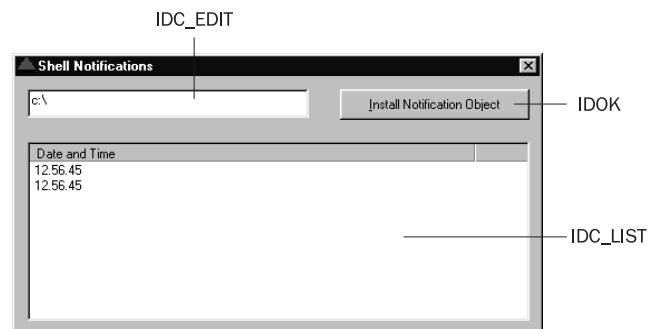 IDC_EDIT
Shell Notifications
c:\
Install Notification Object
IDOK
Date and Time
12.56.45
12.56.45
IDC_LIST